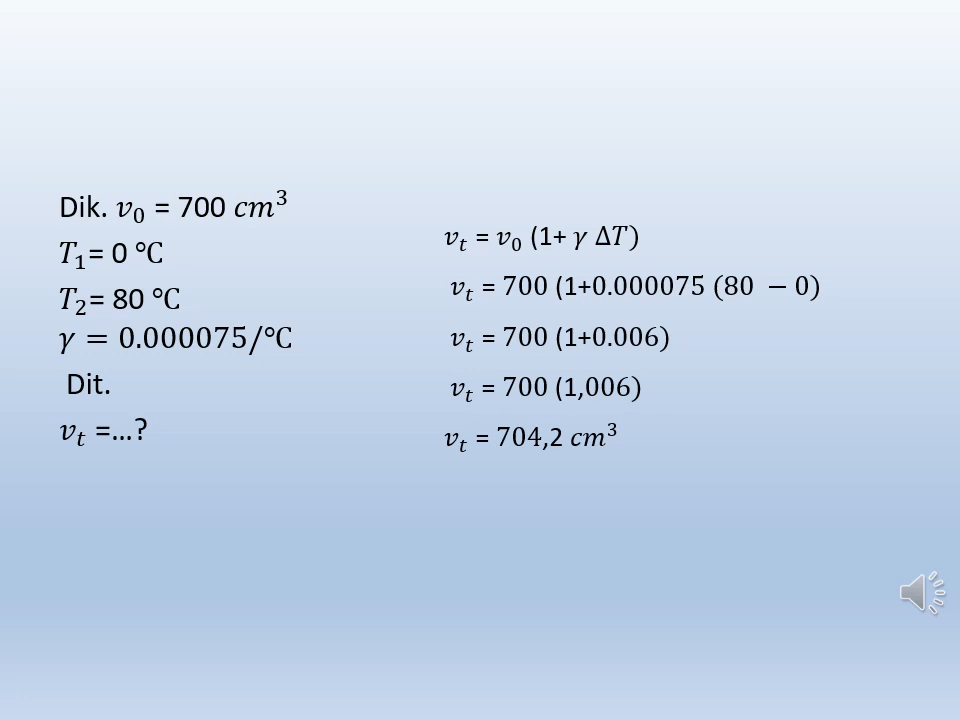 Dik. 𝑣₀ = 700 𝑐𝑚³
𝑇₁= 0 ℃
𝑇₂= 80 ℃
𝛾 = 0.000075/℃
Dit.
𝑣ₜ =…?
𝑣ₜ = 𝑣₀ (1+ 𝛾 Δ𝑇)
𝑣ₜ = 700 (1+0.000075 (80 − 0)
𝑣ₜ = 700 (1+0.006)
𝑣ₜ = 700 (1,006)
𝑣ₜ = 704,2 𝑐𝑚³